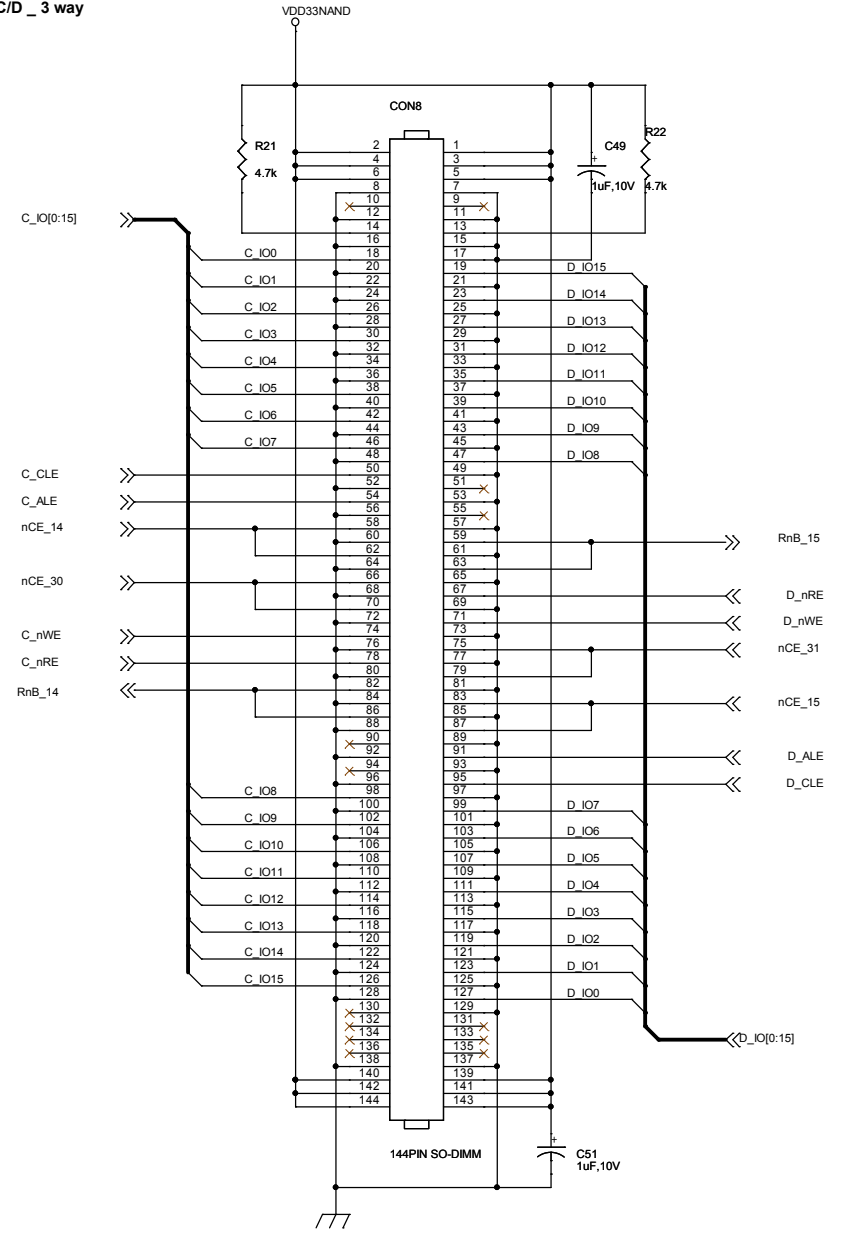 C/D _ 3 way
VDD33NAND
CON8
R21
4.7k
C49
1uF,10V
R22
4.7k
2 1
4 3
6 5
8 7
10 9
12 11
14 13
16 15
C_IO[0:15]
C_IO0 18 17
20 19 D_IO15
C_IO1 22 21
24 23 D_IO14
C_IO2 26 25
28 27 D_IO13
C_IO3 30 29
32 31 D_IO12
C_IO4 34 33
36 35 D_IO11
C_IO5 38 37
40 39 D_IO10
C_IO6 42 41
44 43 D_IO9
C_IO7 46 45
48 47 D_IO8
C_CLE 50 49
52 51
C_ALE 54 53
56 55
nCE_14 58 57
60 59 RnB_15
62 61
64 63
nCE_30 66 65
68 67 D_nRE
70 69
72 71 D_nWE
C_nWE 74 73
76 75 nCE_31
C_nRE 78 77
80 79
RnB_14 82 81
84 83 nCE_15
86 85
88 87
90 89
92 91 D_ALE
94 93
96 95 D_CLE
C_IO8 98 97
100 99 D_IO7
C_IO9 102 101
104 103 D_IO6
C_IO10 106 105
108 107 D_IO5
C_IO11 110 109
112 111 D_IO4
C_IO12 114 113
116 115 D_IO3
C_IO13 118 117
120 119 D_IO2
C_IO14 122 121
124 123 D_IO1
C_IO15 126 125
128 127 D_IO0
130 129
132 131
134 133
136 135
D_IO[0:15]
138 137
140 139
142 141
144 143
144PIN SO-DIMM
C51
1uF,10V